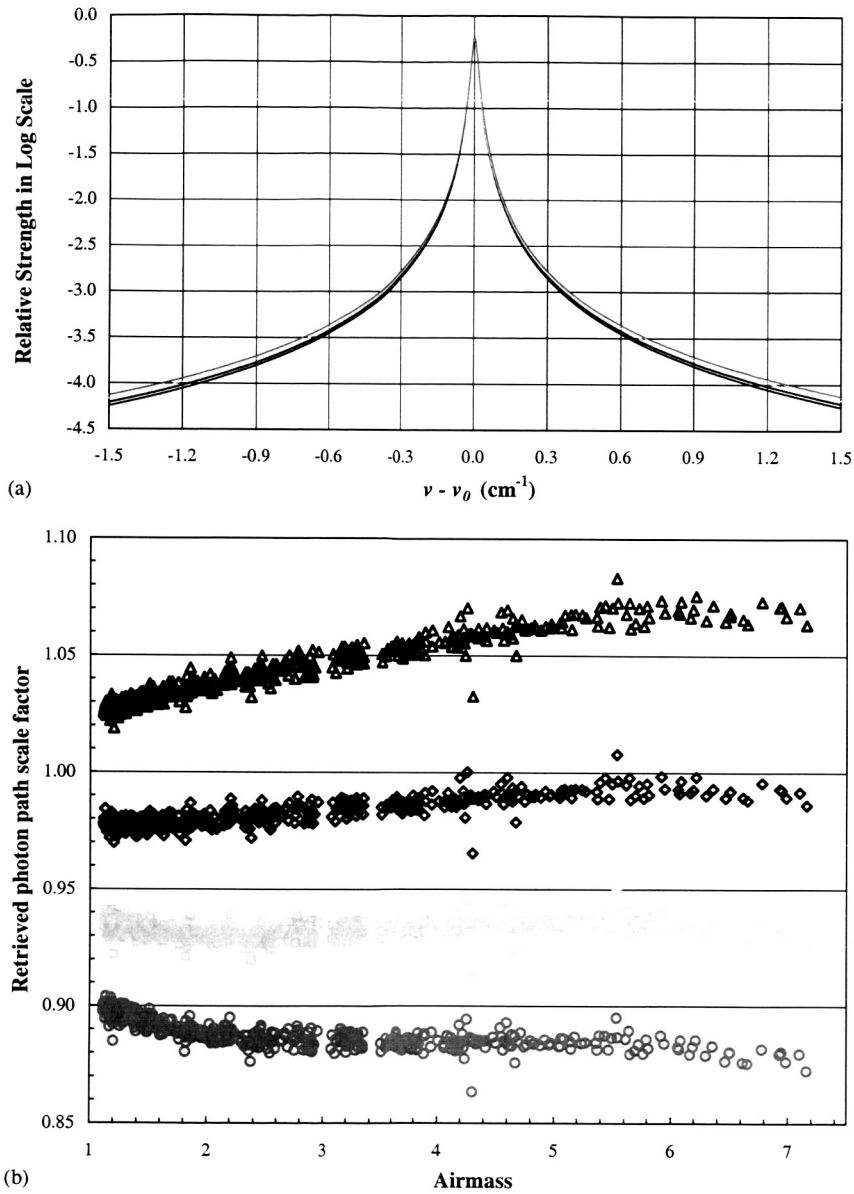 0.0
-0.5
-1.0
-1.5
-2.0
-2.5
-3.0
-3.5
-4.0
-4.5
Relative Strength in Log Scale
-1.5 -1.2 -0.9 -0.6 -0.3 0.0 0.3 0.6 0.9 1.2 1.5
(a)
ν - ν₀ (cm⁻¹)
1.10
1.05
1.00
0.95
0.90
0.85
Retrieved photon path scale factor
1 2 3 4 5 6 7
(b)
Airmass